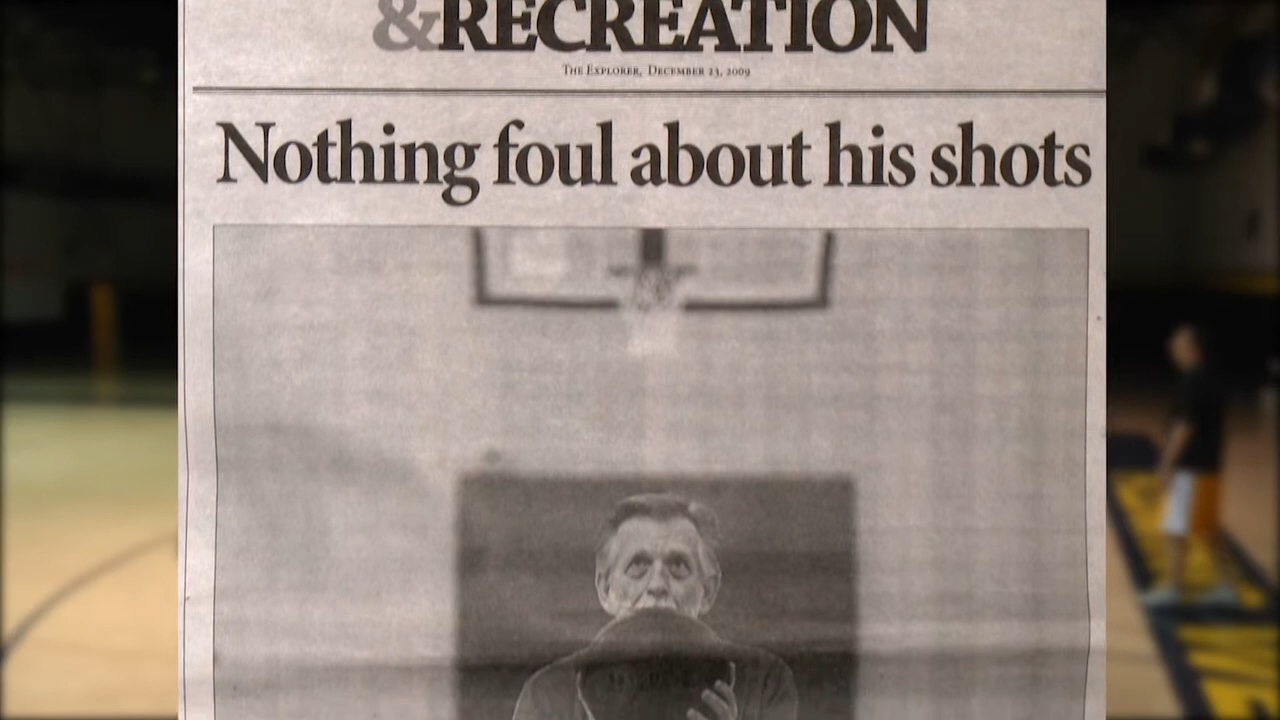 &RECREATION
The Explorer, December 23, 2009
Nothing foul about his shots